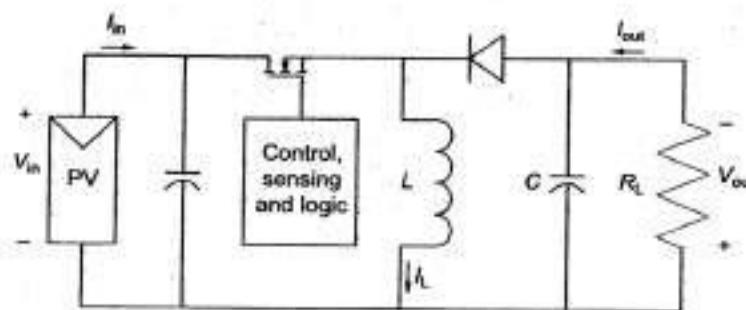 I_in
I_out
+
−
V_in
PV
Control,
sensing
and logic
L
C
R_L
V_ou
−
+
I_L